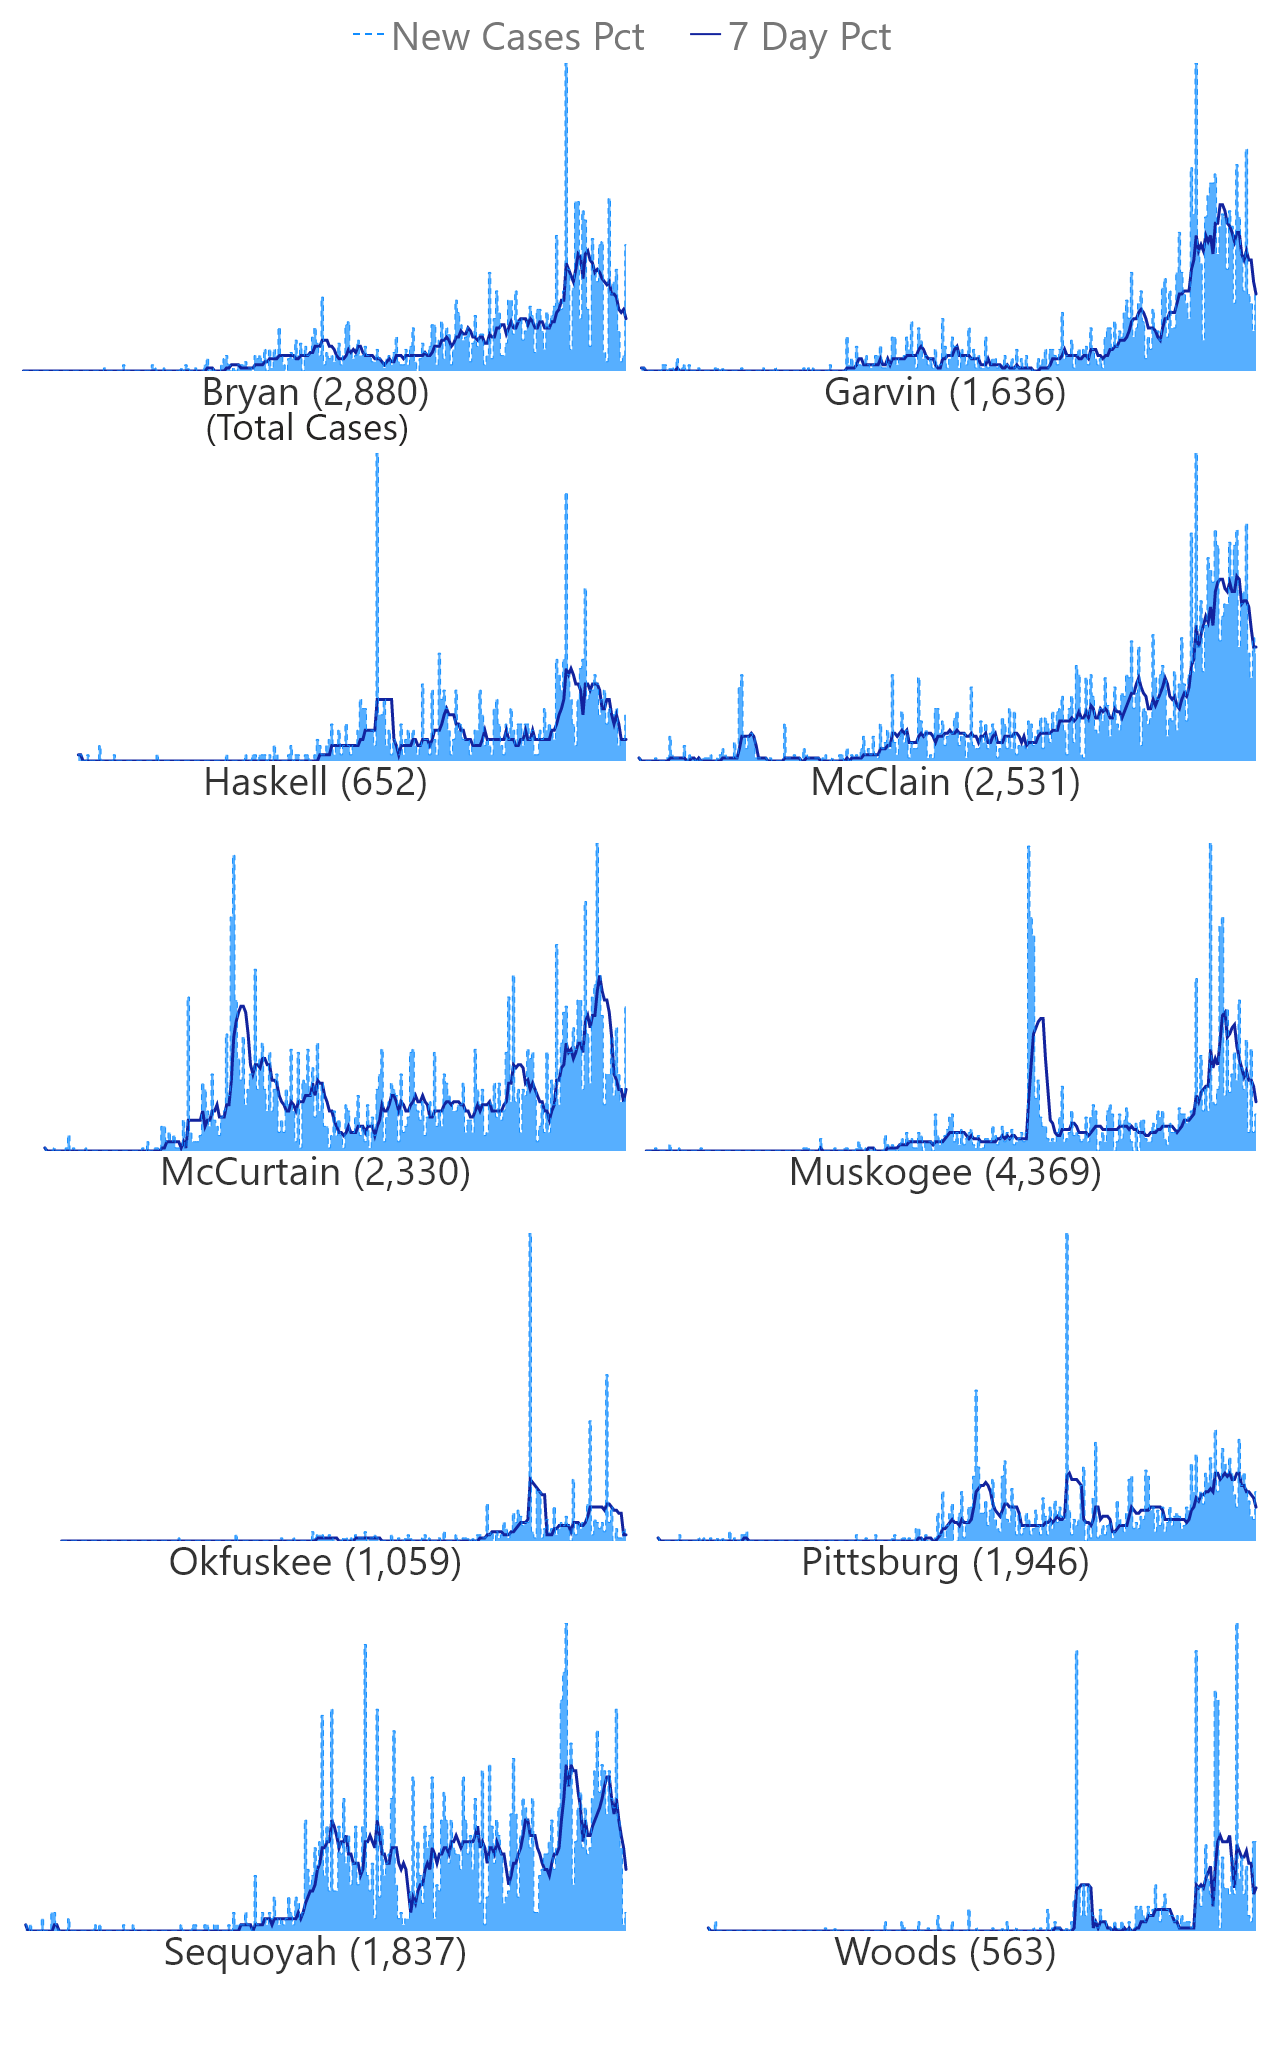 New Cases Pct 7 Day Pct
Bryan (2,880) Garvin (1,636)
(Total Cases)
Haskell (652) McClain (2,531)
McCurtain (2,330) Muskogee (4,369)
Okfuskee (1,059) Pittsburg (1,946)
Sequoyah (1,837) Woods (563)